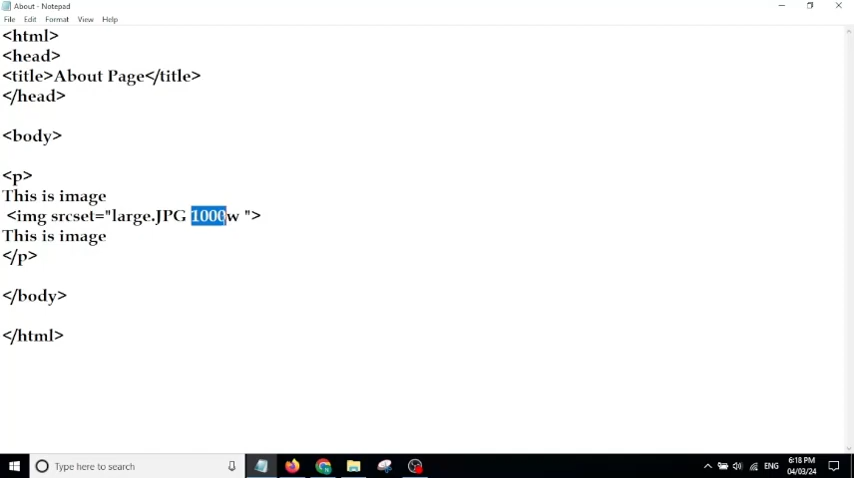 About - Notepad
File Edit Format View Help
<html>
<head>
<title>About Page</title>
</head>
<body>
<p>
This is image
<img srcset="large.JPG 1000w ">
This is image
</p>
</body>
</html>
Type here to search
ENG
6:18 PM
04/03/24